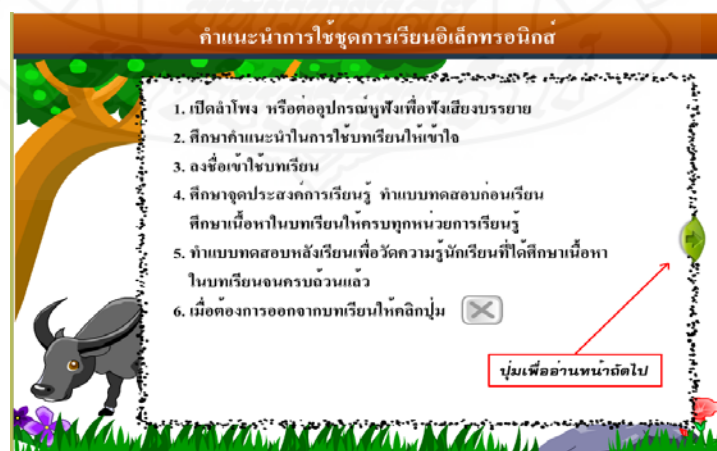 คำแนะนำการใช้ชุดการเรียนอิเล็กทรอนิกส์
1. เปิดลำโพง หรือต่ออุปกรณ์หูฟังเพื่อฟังเสียงบรรยาย
2. ศึกษาคำแนะนำในการใช้บทเรียนให้เข้าใจ
3. ลงชื่อเข้าใช้บทเรียน
4. ศึกษาจุดประสงค์การเรียนรู้ ทำแบบทดสอบก่อนเรียน
ศึกษาเนื้อหาในบทเรียนให้ครบทุกหน่วยการเรียนรู้
5. ทำแบบทดสอบหลังเรียนเพื่อวัดความรู้นักเรียนที่ได้ศึกษาเนื้อหา
ในบทเรียนจนครบถ้วนแล้ว
6. เมื่อต้องการออกจากบทเรียนให้คลิกปุ่ม
ปุ่มเพื่ออ่านหน้าถัดไป